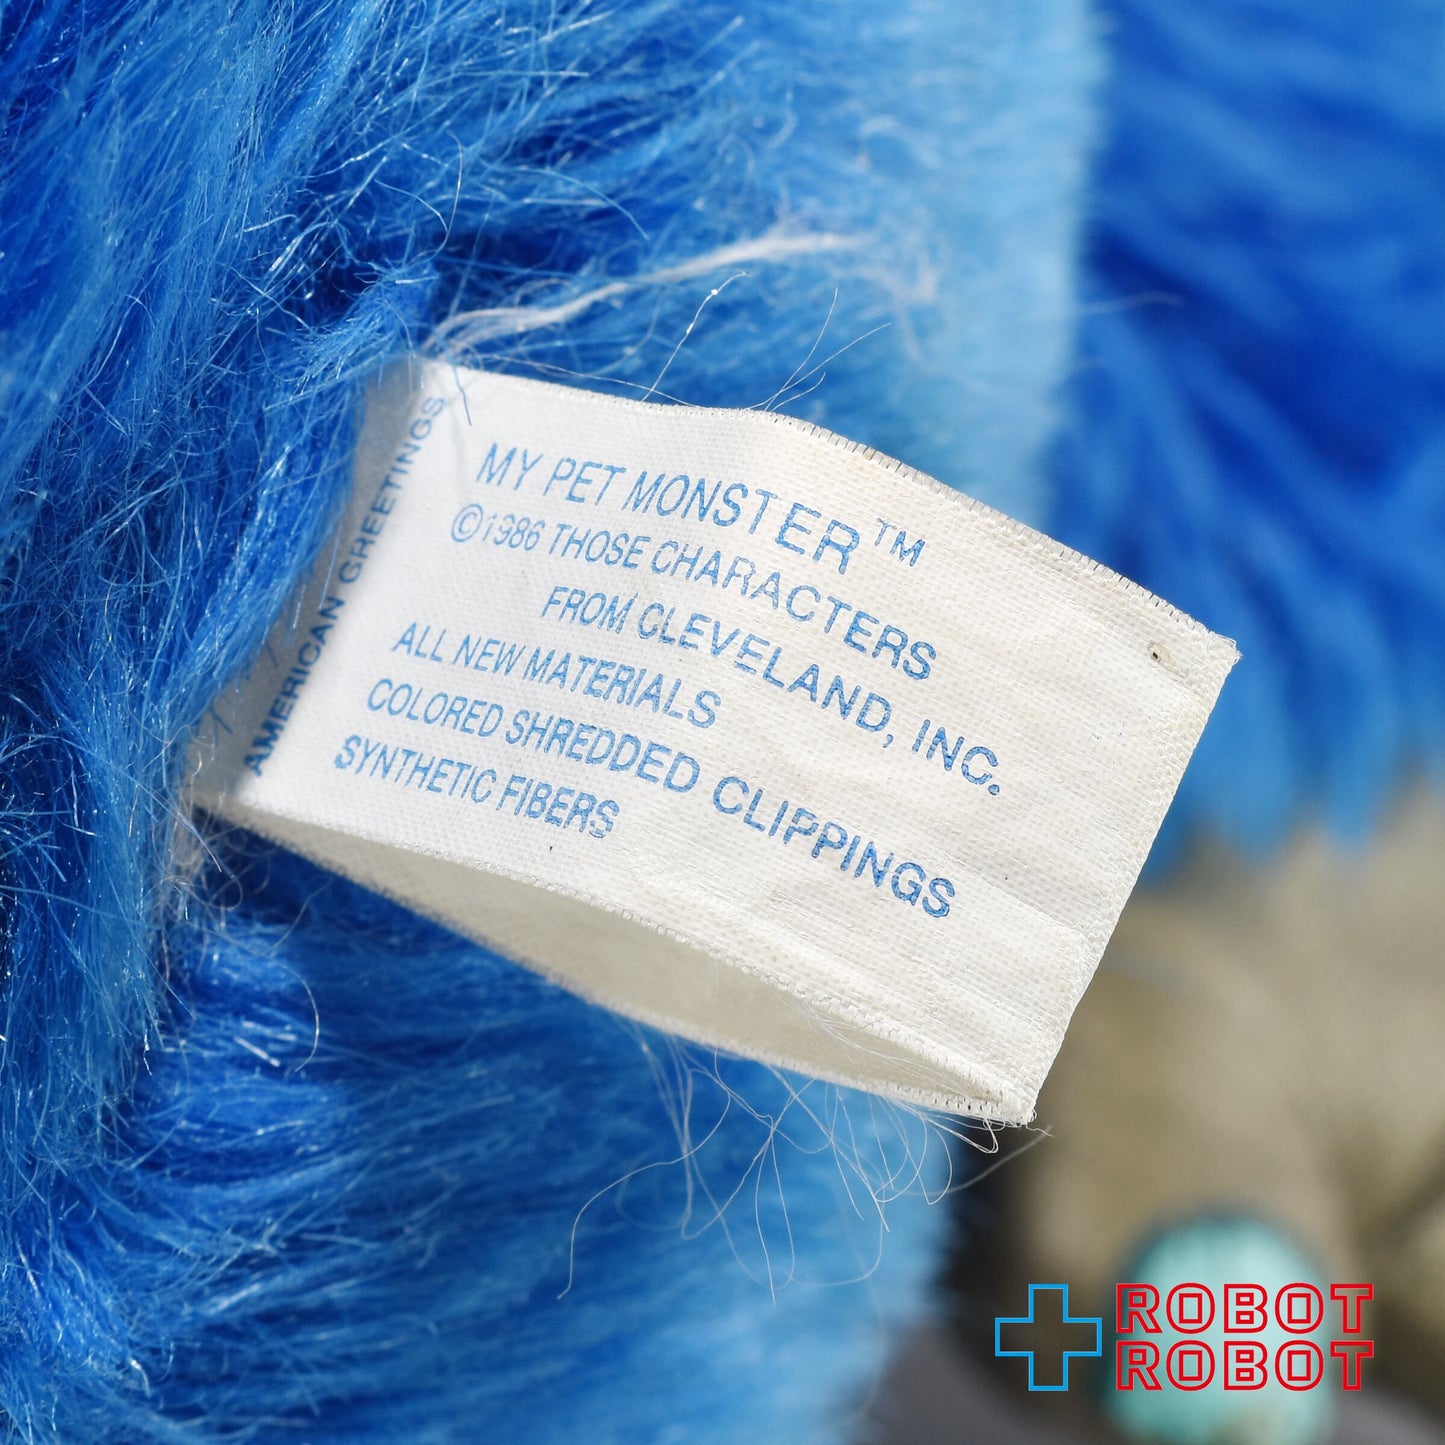 AMERICAN GREETINGS
MY PET MONSTER™
©1986 THOSE CHARACTERS
FROM CLEVELAND, INC.
ALL NEW MATERIALS
COLORED SHREDDED CLIPPINGS
SYNTHETIC FIBERS
ROBOT
ROBOT